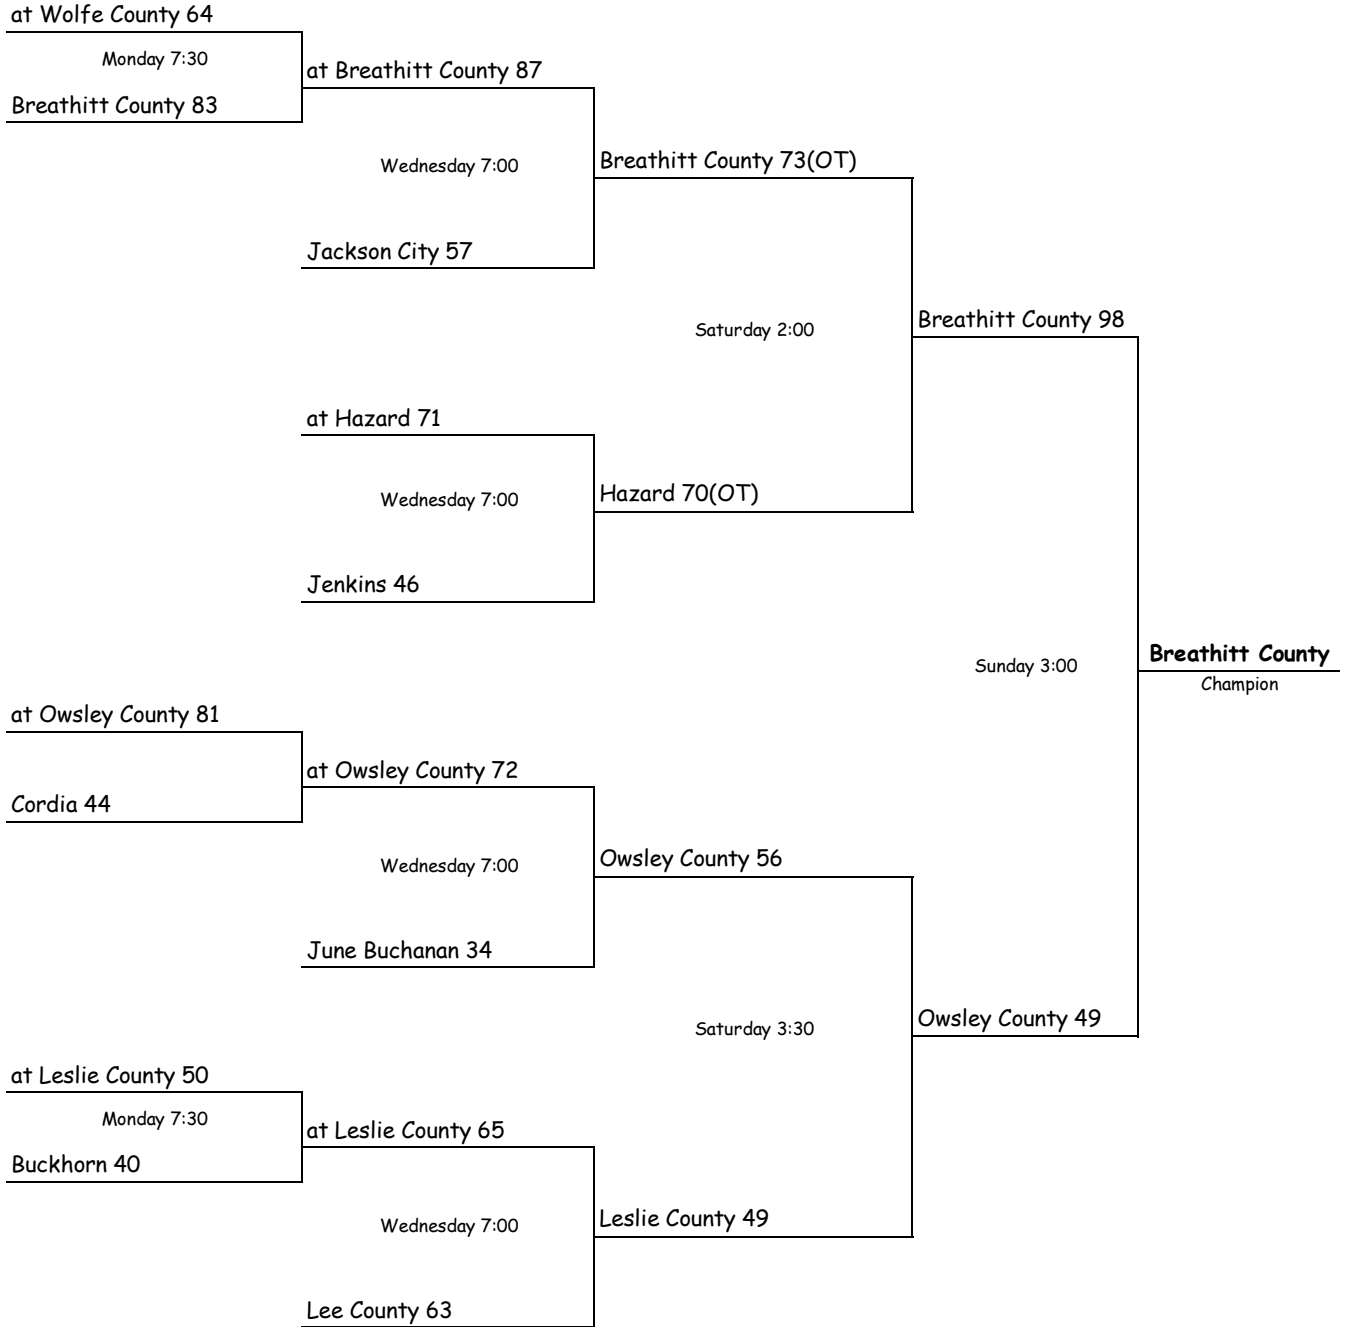 at Wolfe County 64
Monday 7:30
Breathitt County 83
at Breathitt County 87
Wednesday 7:00
Jackson City 57
Breathitt County 73(OT)
Saturday 2:00
at Hazard 71
Wednesday 7:00
Jenkins 46
Hazard 70(OT)
Breathitt County 98
Sunday 3:00
Breathitt County
Champion
at Owsley County 81
Cordia 44
at Owsley County 72
Wednesday 7:00
June Buchanan 34
Owsley County 56
Saturday 3:30
Owsley County 49
at Leslie County 50
Monday 7:30
Buckhorn 40
at Leslie County 65
Wednesday 7:00
Lee County 63
Leslie County 49